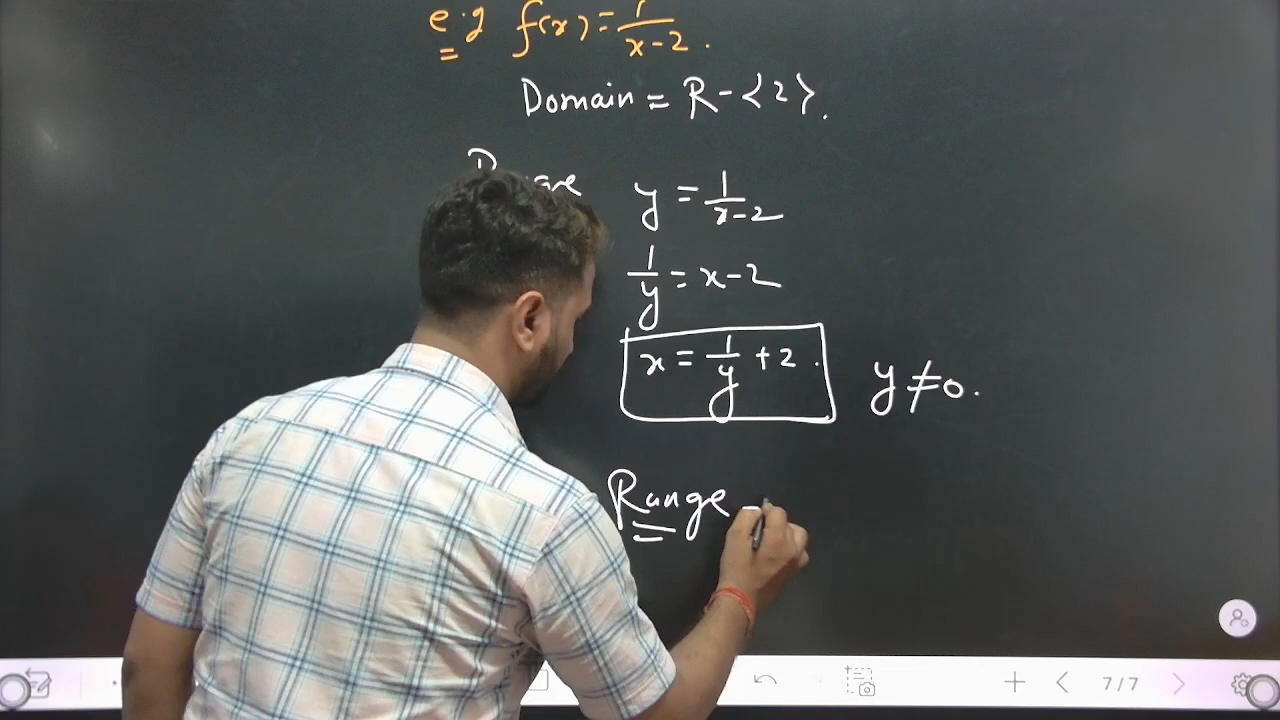 e.g f(x) = 1/x-2 .
Domain = R - {2}.
y = 1/x-2
1/y = x-2
x = 1/y + 2 .
y ≠ 0.
Range -
7/7